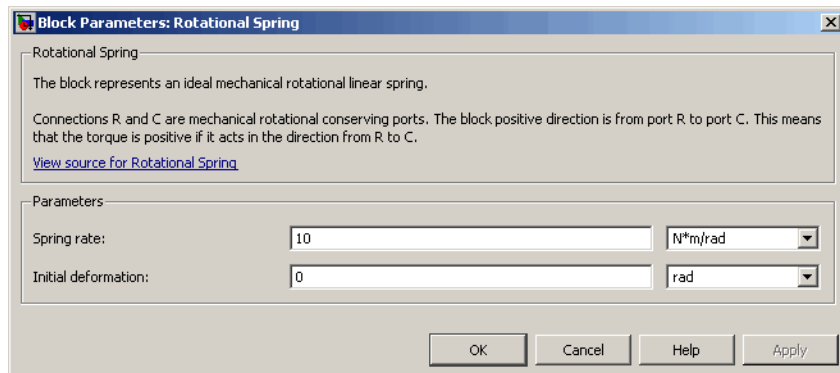 Block Parameters: Rotational Spring
Rotational Spring
The block represents an ideal mechanical rotational linear spring.
Connections R and C are mechanical rotational conserving ports. The block positive direction is from port R to port C. This means
that the torque is positive if it acts in the direction from R to C.
View source for Rotational Spring
Parameters
Spring rate: 10 N*m/rad
Initial deformation: 0 rad
OK Cancel Help Apply